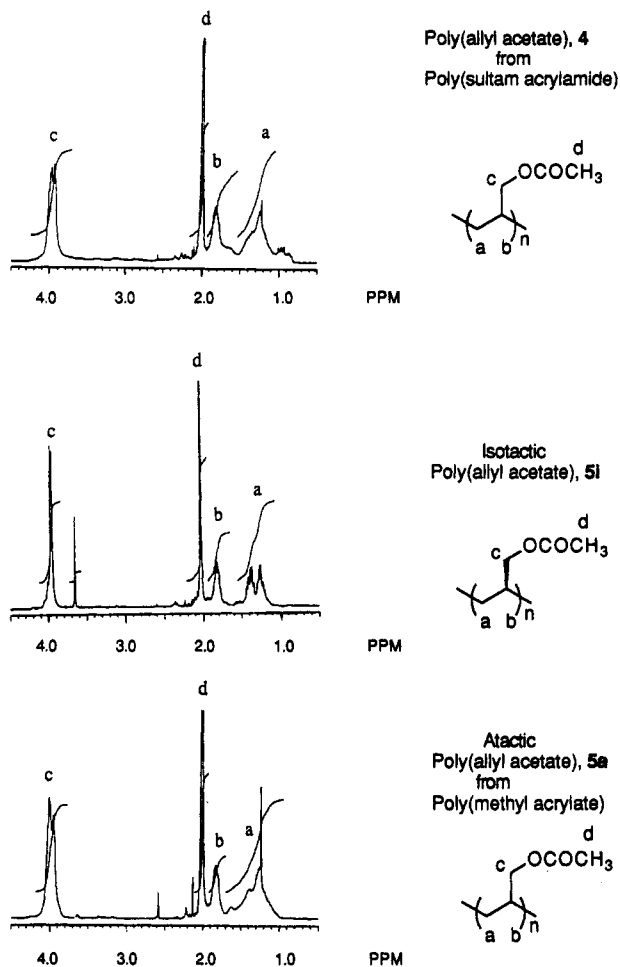 d
c
b
a
4.0 3.0 2.0 1.0 PPM
Poly(allyl acetate), 4
from
Poly(sultam acrylamide)
d
c OCOCH3
a b n
d
c
b
a
4.0 3.0 2.0 1.0 PPM
Isotactic
Poly(allyl acetate), 5i
d
c OCOCH3
a b n
d
c
b
a
4.0 3.0 2.0 1.0 PPM
Atactic
Poly(allyl acetate), 5a
from
Poly(methyl acrylate)
d
c OCOCH3
a b n